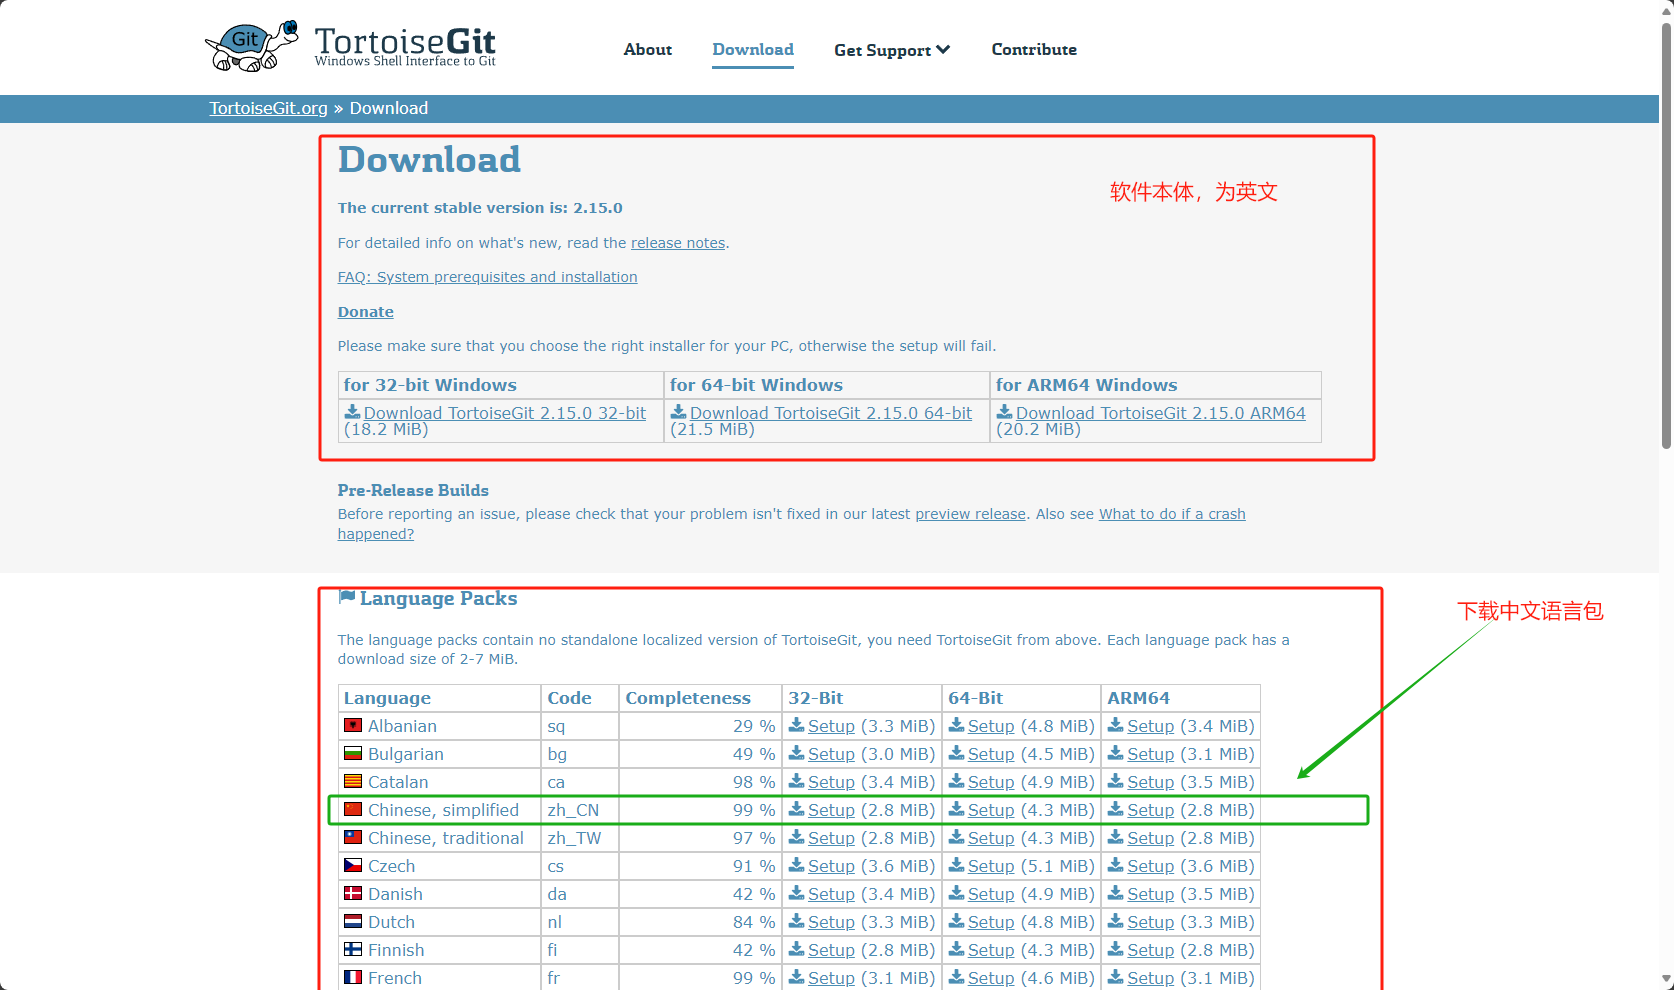 Git
TortoiseGit
Windows Shell Interface to Git
About
Download
Get Support
Contribute
TortoiseGit.org » Download
Download
软件本体，为英文
The current stable version is: 2.15.0
For detailed info on what's new, read the release notes.
FAQ: System prerequisites and installation
Donate
Please make sure that you choose the right installer for your PC, otherwise the setup will fail.
for 32-bit Windows for 64-bit Windows for ARM64 Windows
Download TortoiseGit 2.15.0 32-bit Download TortoiseGit 2.15.0 64-bit Download TortoiseGit 2.15.0 ARM64
(18.2 MiB) (21.5 MiB) (20.2 MiB)
Pre-Release Builds
Before reporting an issue, please check that your problem isn't fixed in our latest preview release. Also see What to do if a crash
happened?
Language Packs
下载中文语言包
The language packs contain no standalone localized version of TortoiseGit, you need TortoiseGit from above. Each language pack has a
download size of 2-7 MiB.
Language Code Completeness 32-Bit 64-Bit ARM64
Albanian sq 29 % Setup (3.3 MiB) Setup (4.8 MiB) Setup (3.4 MiB)
Bulgarian bg 49 % Setup (3.0 MiB) Setup (4.5 MiB) Setup (3.1 MiB)
Catalan ca 98 % Setup (3.4 MiB) Setup (4.9 MiB) Setup (3.5 MiB)
Chinese, simplified zh_CN 99 % Setup (2.8 MiB) Setup (4.3 MiB) Setup (2.8 MiB)
Chinese, traditional zh_TW 97 % Setup (2.8 MiB) Setup (4.3 MiB) Setup (2.8 MiB)
Czech cs 91 % Setup (3.6 MiB) Setup (5.1 MiB) Setup (3.6 MiB)
Danish da 42 % Setup (3.4 MiB) Setup (4.9 MiB) Setup (3.5 MiB)
Dutch nl 84 % Setup (3.3 MiB) Setup (4.8 MiB) Setup (3.3 MiB)
Finnish fi 42 % Setup (2.8 MiB) Setup (4.3 MiB) Setup (2.8 MiB)
French fr 99 % Setup (3.1 MiB) Setup (4.6 MiB) Setup (3.1 MiB)